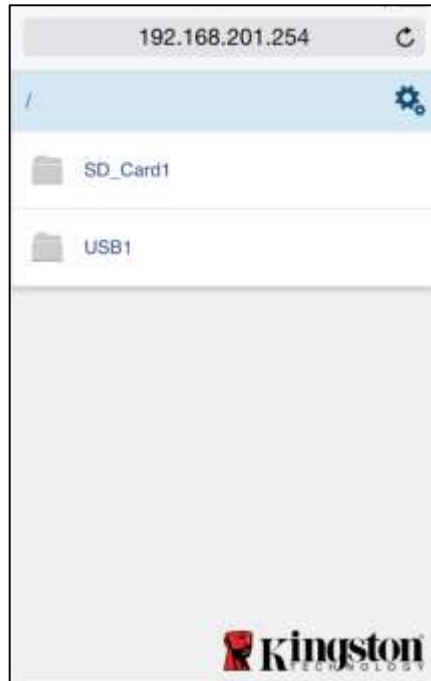 192.168.201.254
/
SD_Card1
USB1
Kingston
TECHNOLOGY